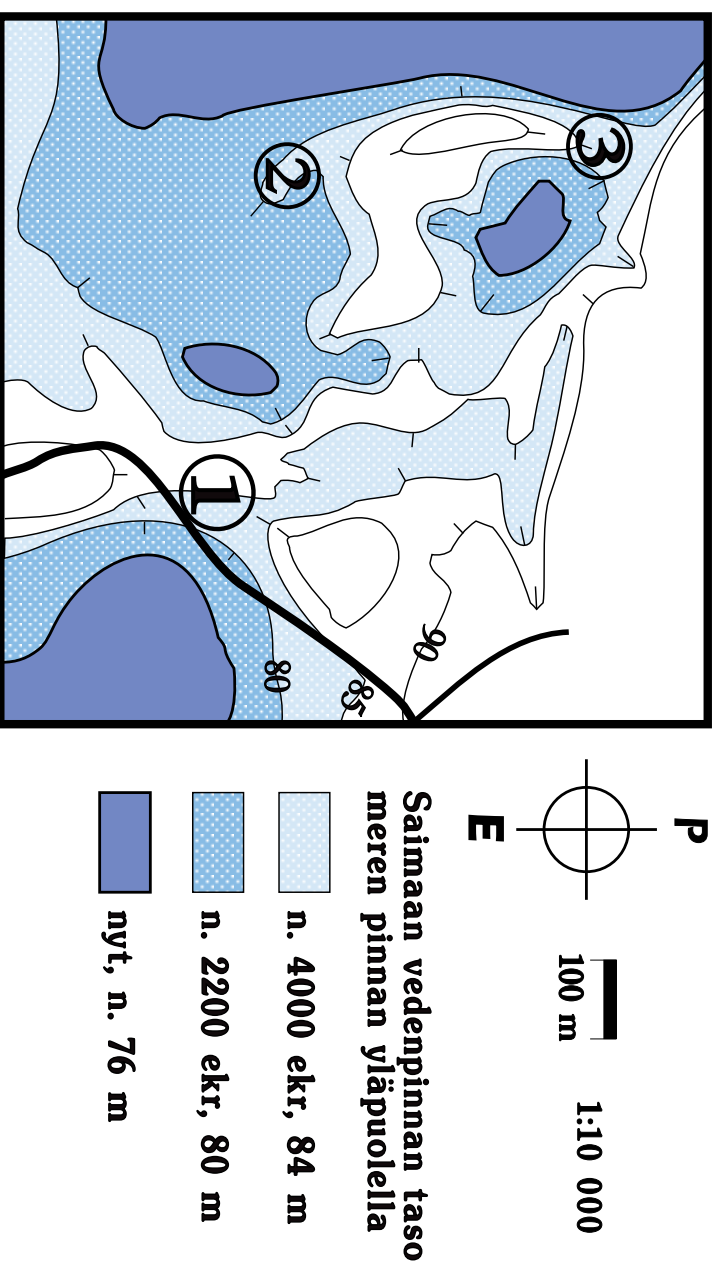 3
2
1
90
85
80
P
E
100 m
1:10 000
Saimaan vedenpinnan taso
meren pinnan yläpuolella
n. 4000 ekr, 84 m
n. 2200 ekr, 80 m
nyt, n. 76 m